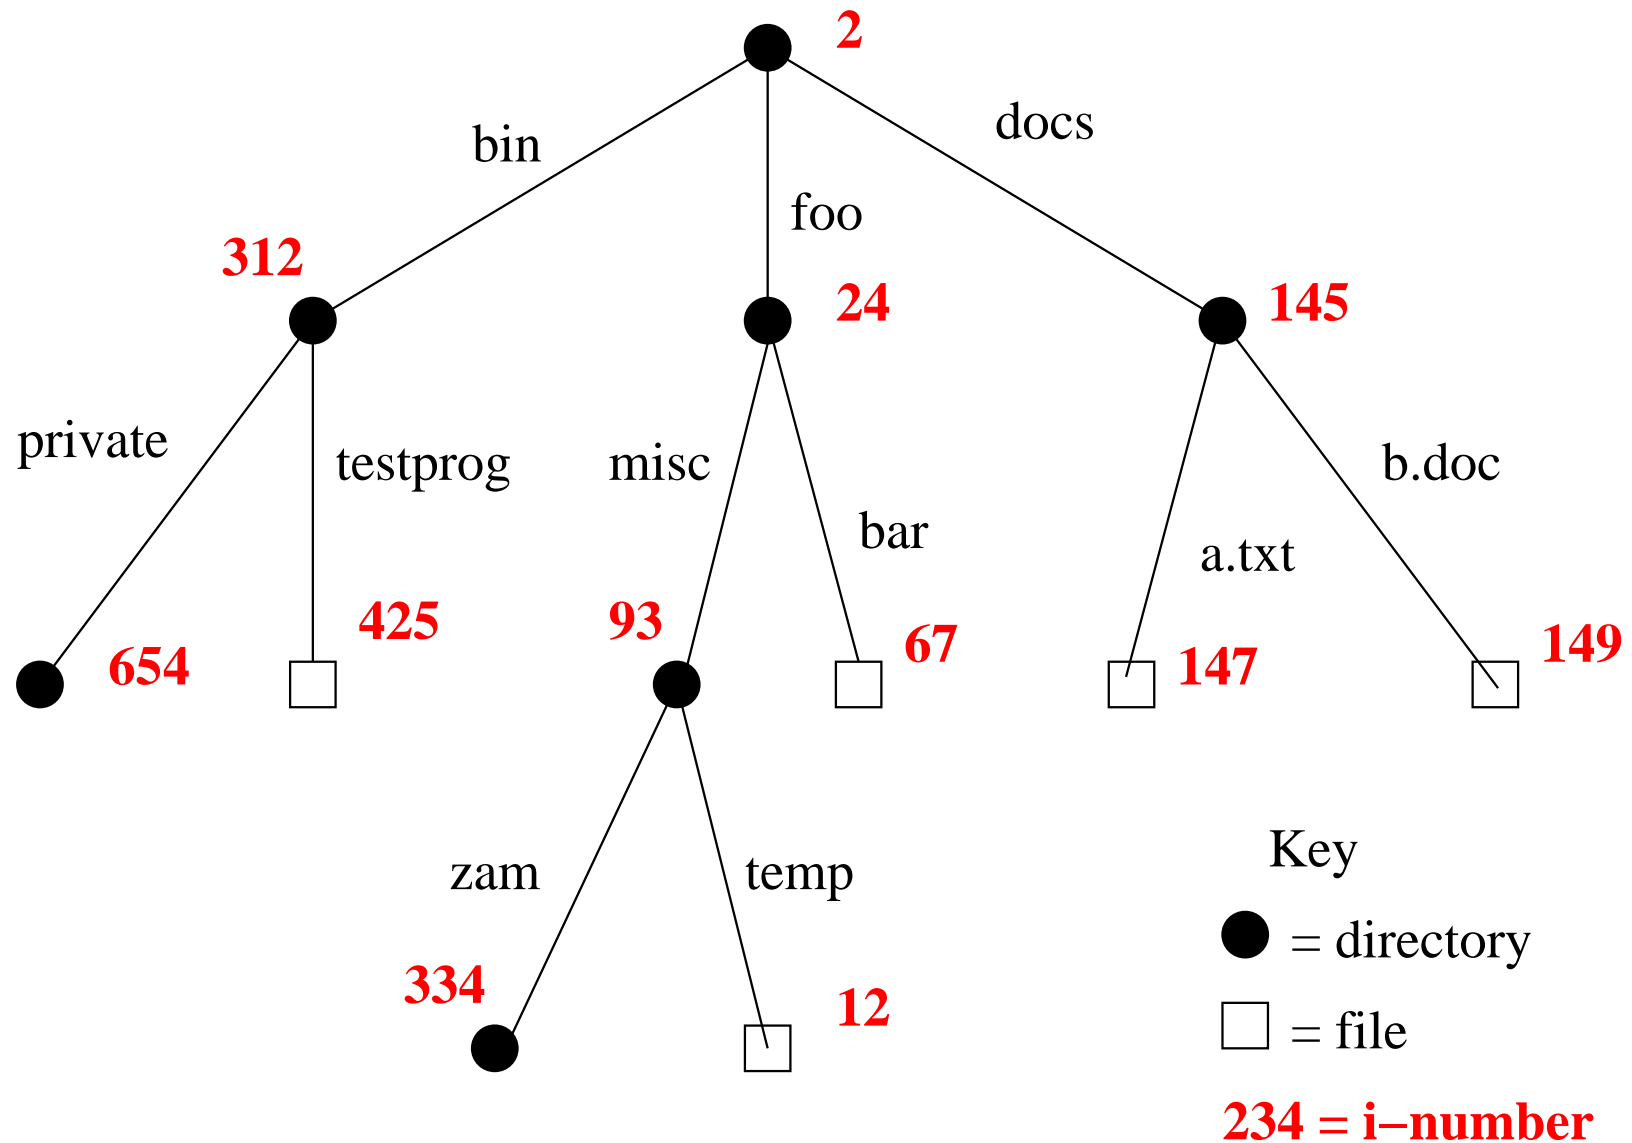 2
bin
docs
foo
312
24
145
private
testprog
misc
b.doc
bar
a.txt
425
93
67
149
654
147
zam
temp
Key
= directory
334
12
= file
234 = i−number